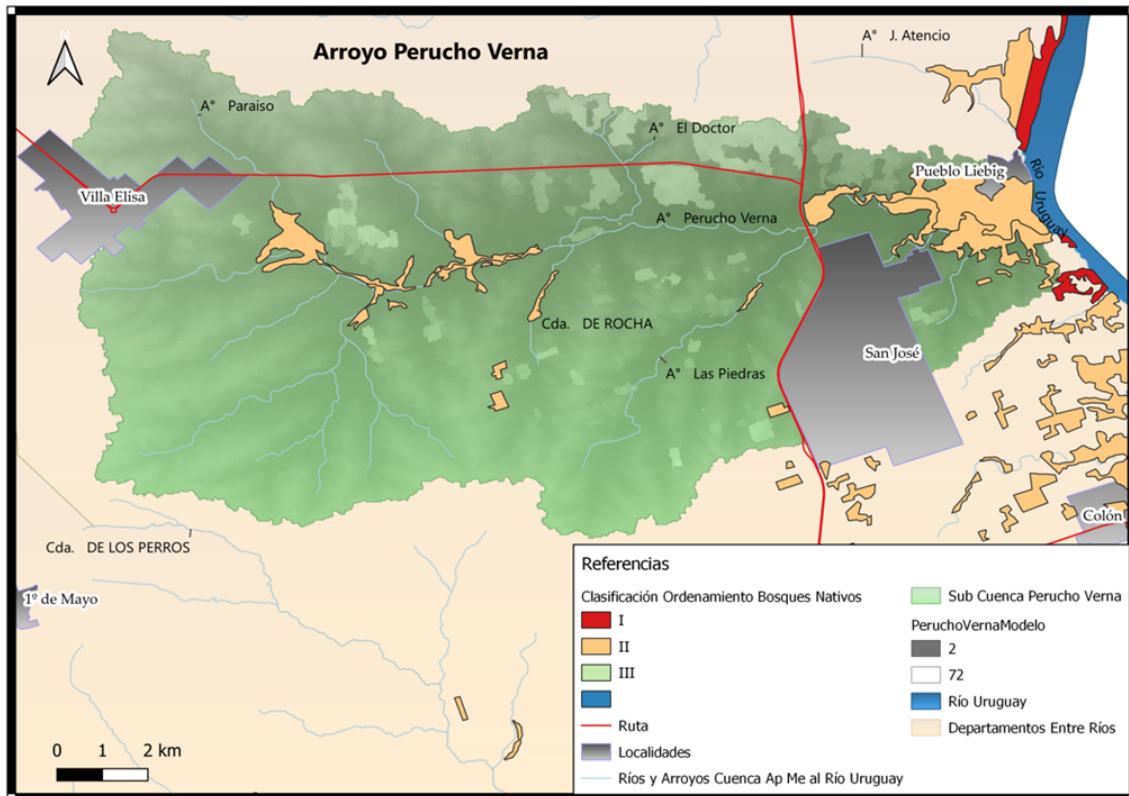 Arroyo Perucho Verna
N
A° J. Atencio
A° Paraiso
A° El Doctor
Villa Elisa
Pueblo Liebig
Río Uruguay
A° Perucho Verna
Cda. DE ROCHA
San José
A° Las Piedras
Colón
Cda. DE LOS PERROS
1º de Mayo
0 1 2 km
Referencias
Clasificación Ordenamiento Bosques Nativos
I
II
III
Ruta
Localidades
Ríos y Arroyos Cuenca Ap Me al Río Uruguay
Sub Cuenca Perucho Verna
PeruchoVernaModelo
2
72
Río Uruguay
Departamentos Entre Ríos